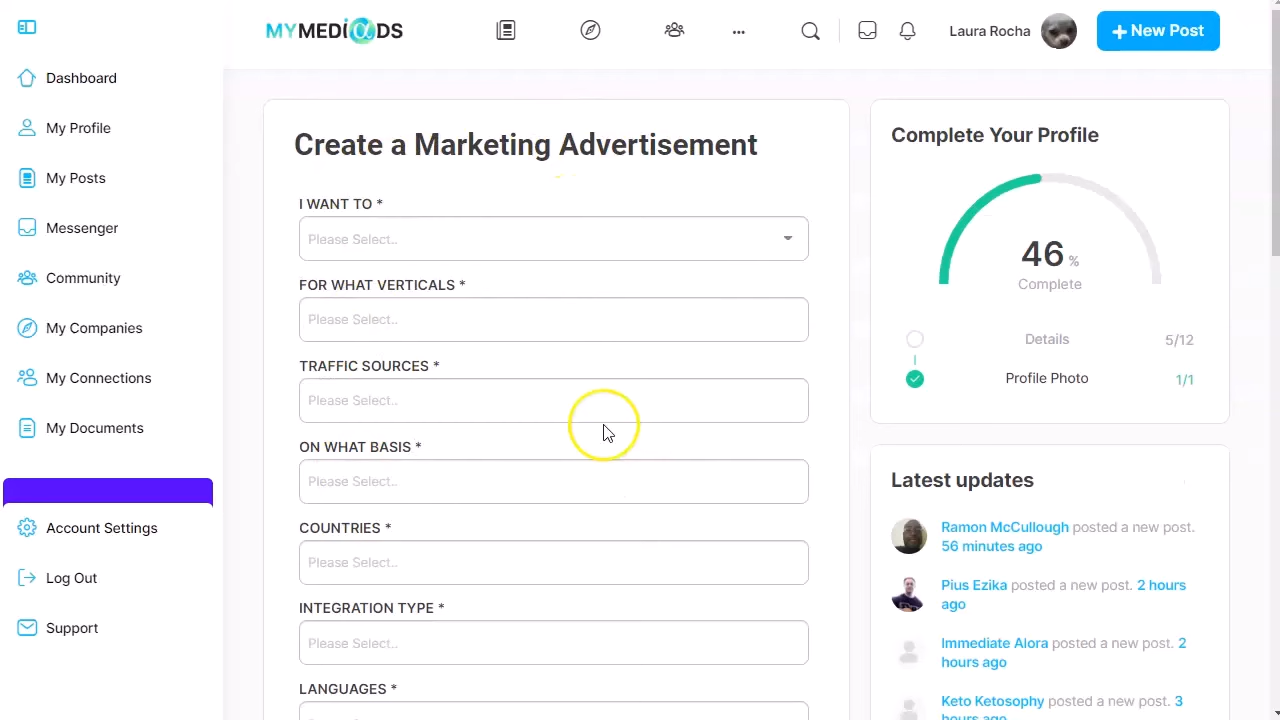 MYMEDI@DS
Laura Rocha
New Post
Dashboard
My Profile
My Posts
Messenger
Community
My Companies
My Connections
My Documents
Account Settings
Log Out
Support
Create a Marketing Advertisement
I WANT TO *
Please Select..
FOR WHAT VERTICALS *
Please Select..
TRAFFIC SOURCES *
Please Select..
ON WHAT BASIS *
Please Select..
COUNTRIES *
Please Select..
INTEGRATION TYPE *
Please Select..
LANGUAGES *
Complete Your Profile
46 %
Complete
Details 5/12
Profile Photo 1/1
Latest updates
Ramon McCullough posted a new post.
56 minutes ago
Pius Ezika posted a new post. 2 hours
ago
Immediate Alora posted a new post. 2
hours ago
Keto Ketosophy posted a new post. 3
hours ago